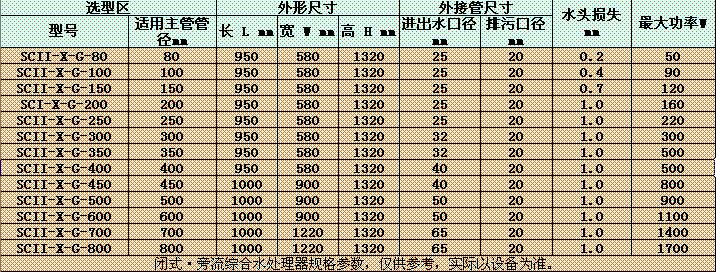 选型区 外形尺寸 外接管尺寸 水头损失mm 最大功率W
型号 适用主管管径mm 长 L mm 宽 W mm 高 H mm 进出水口径mm 排污口径mm
SCII-X-G-80 80 950 580 1320 25 20 0.2 50
SCII-X-G-100 100 950 580 1320 25 20 0.4 90
SCII-X-G-150 150 950 580 1320 25 20 0.7 120
SCI-X-G-200 200 950 580 1320 25 20 1.0 160
SCII-X-G-250 250 950 580 1320 25 20 1.0 220
SCII-X-G-300 300 950 580 1320 32 20 1.0 300
SCII-X-G-350 350 950 580 1320 32 20 1.0 500
SCII-X-G-400 400 950 580 1320 40 20 1.0 500
SCII-X-G-450 450 1000 900 1320 40 20 1.0 800
SCII-X-G-500 500 1000 900 1320 50 20 1.0 900
SCII-X-G-600 600 1000 900 1320 50 20 1.0 1100
SCII-X-G-700 700 1000 1220 1320 65 20 1.0 1400
SCII-X-G-800 800 1000 1220 1320 65 20 1.0 1700
闭式·旁流综合水处理器规格参数，仅供参考，实际以设备为准。